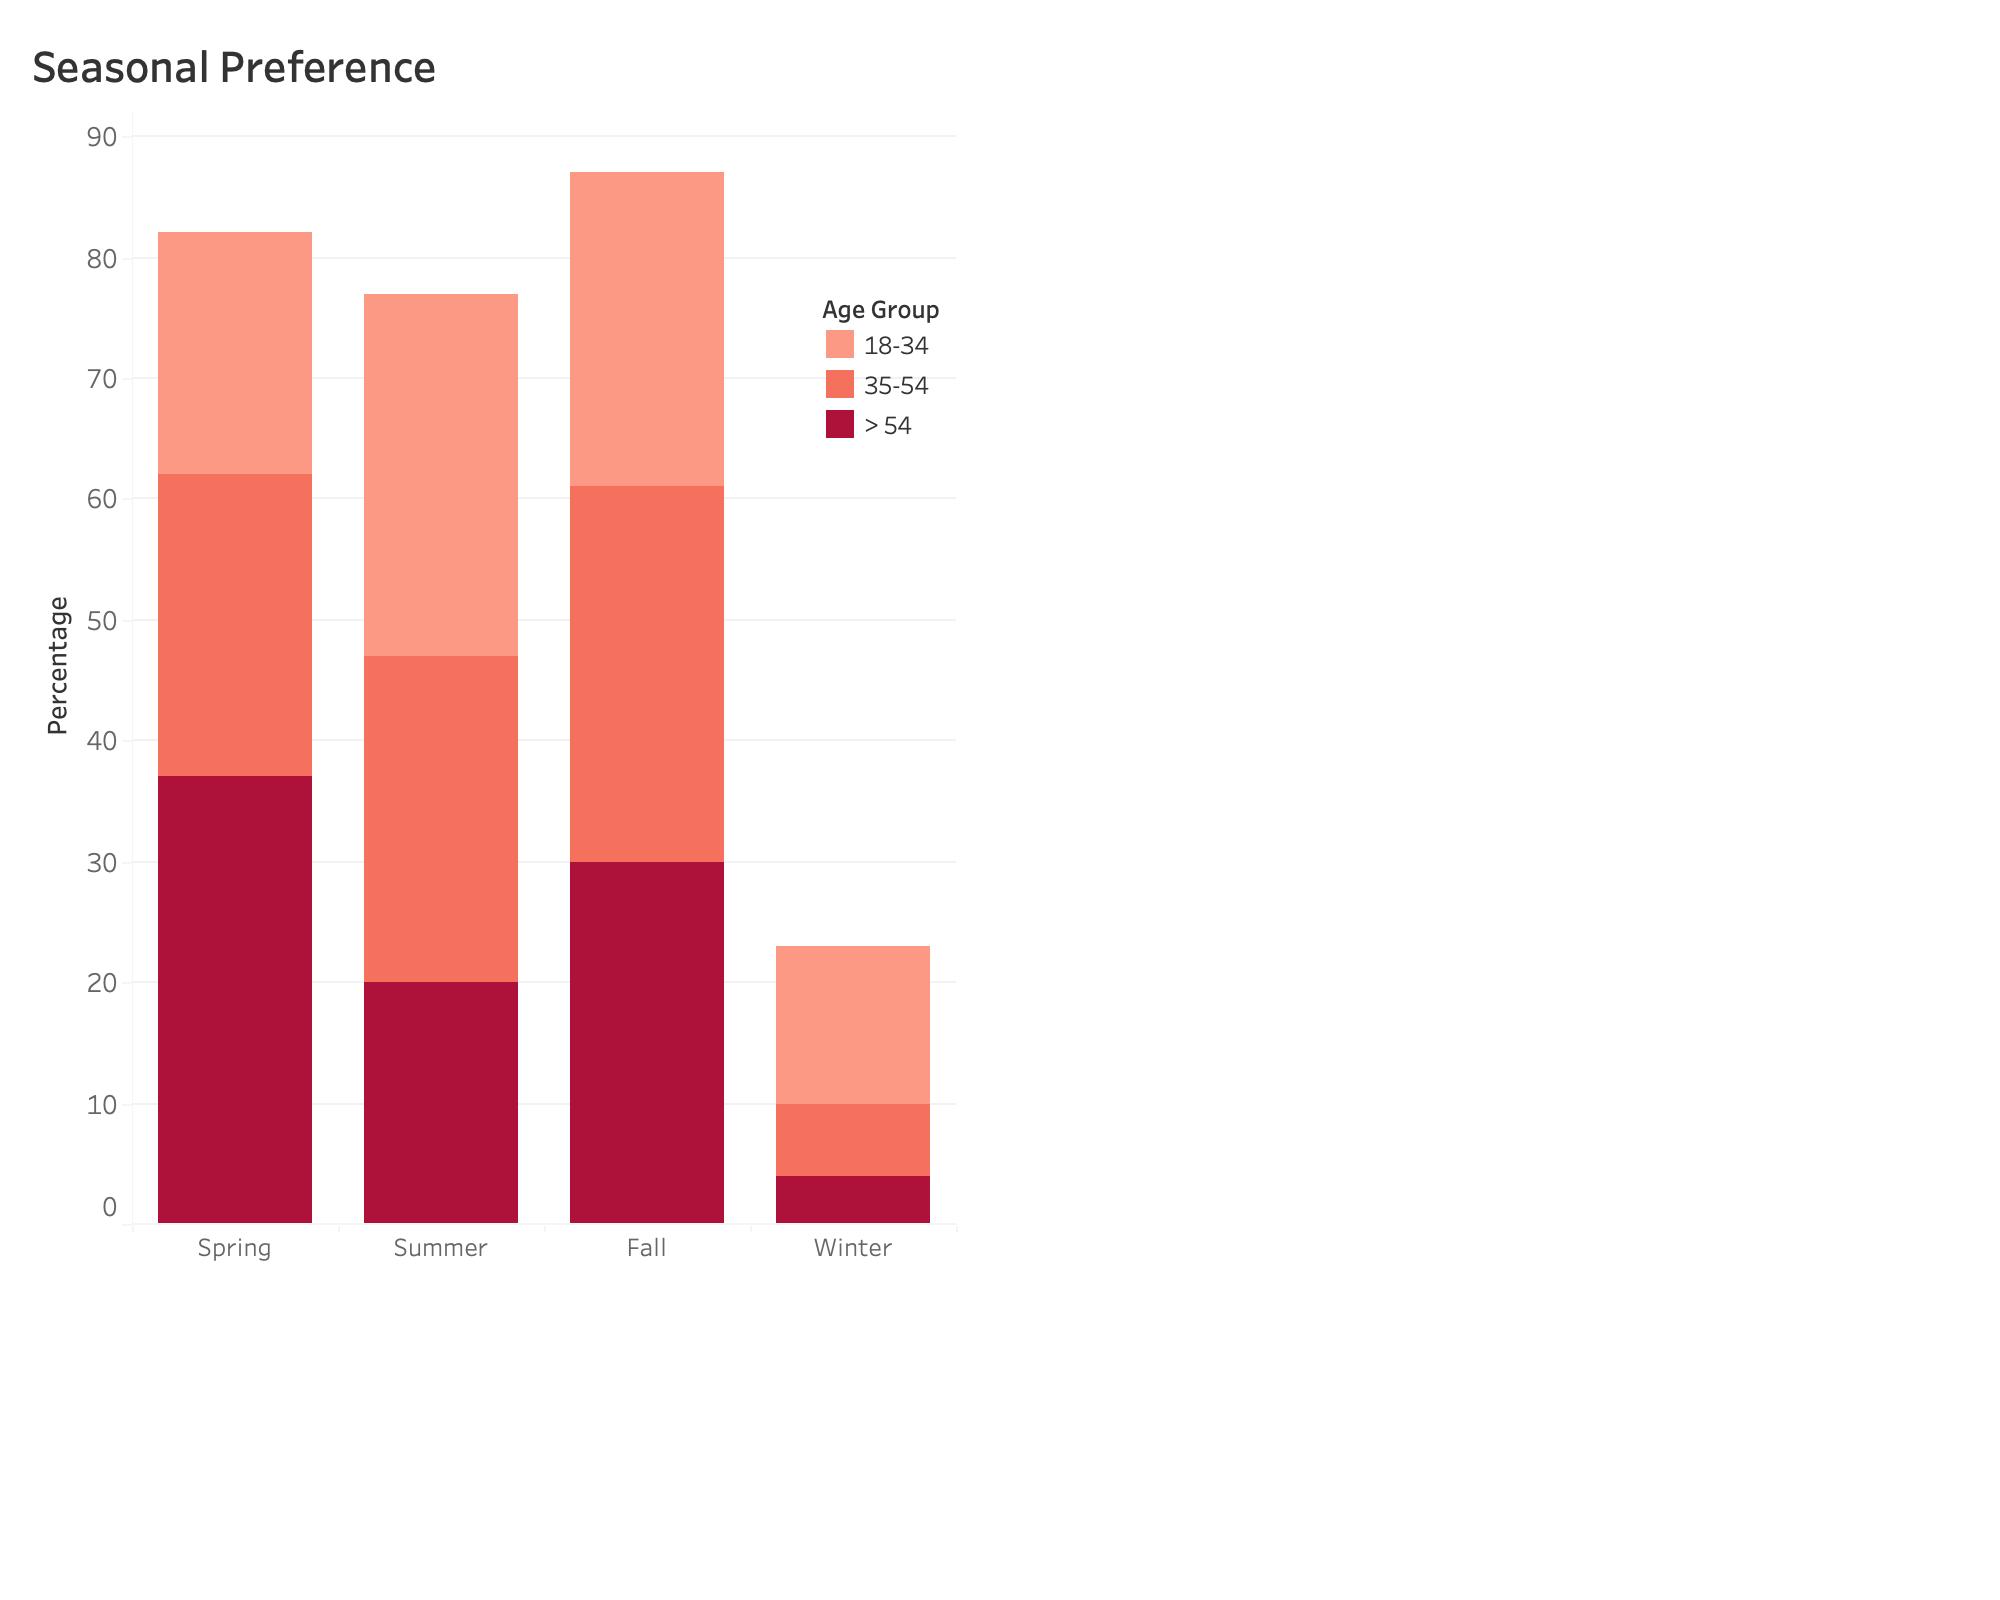 Seasonal Preference
90
80
70
60
50
40
30
20
10
0
Percentage
Age Group
18-34
35-54
> 54
Spring
Summer
Fall
Winter